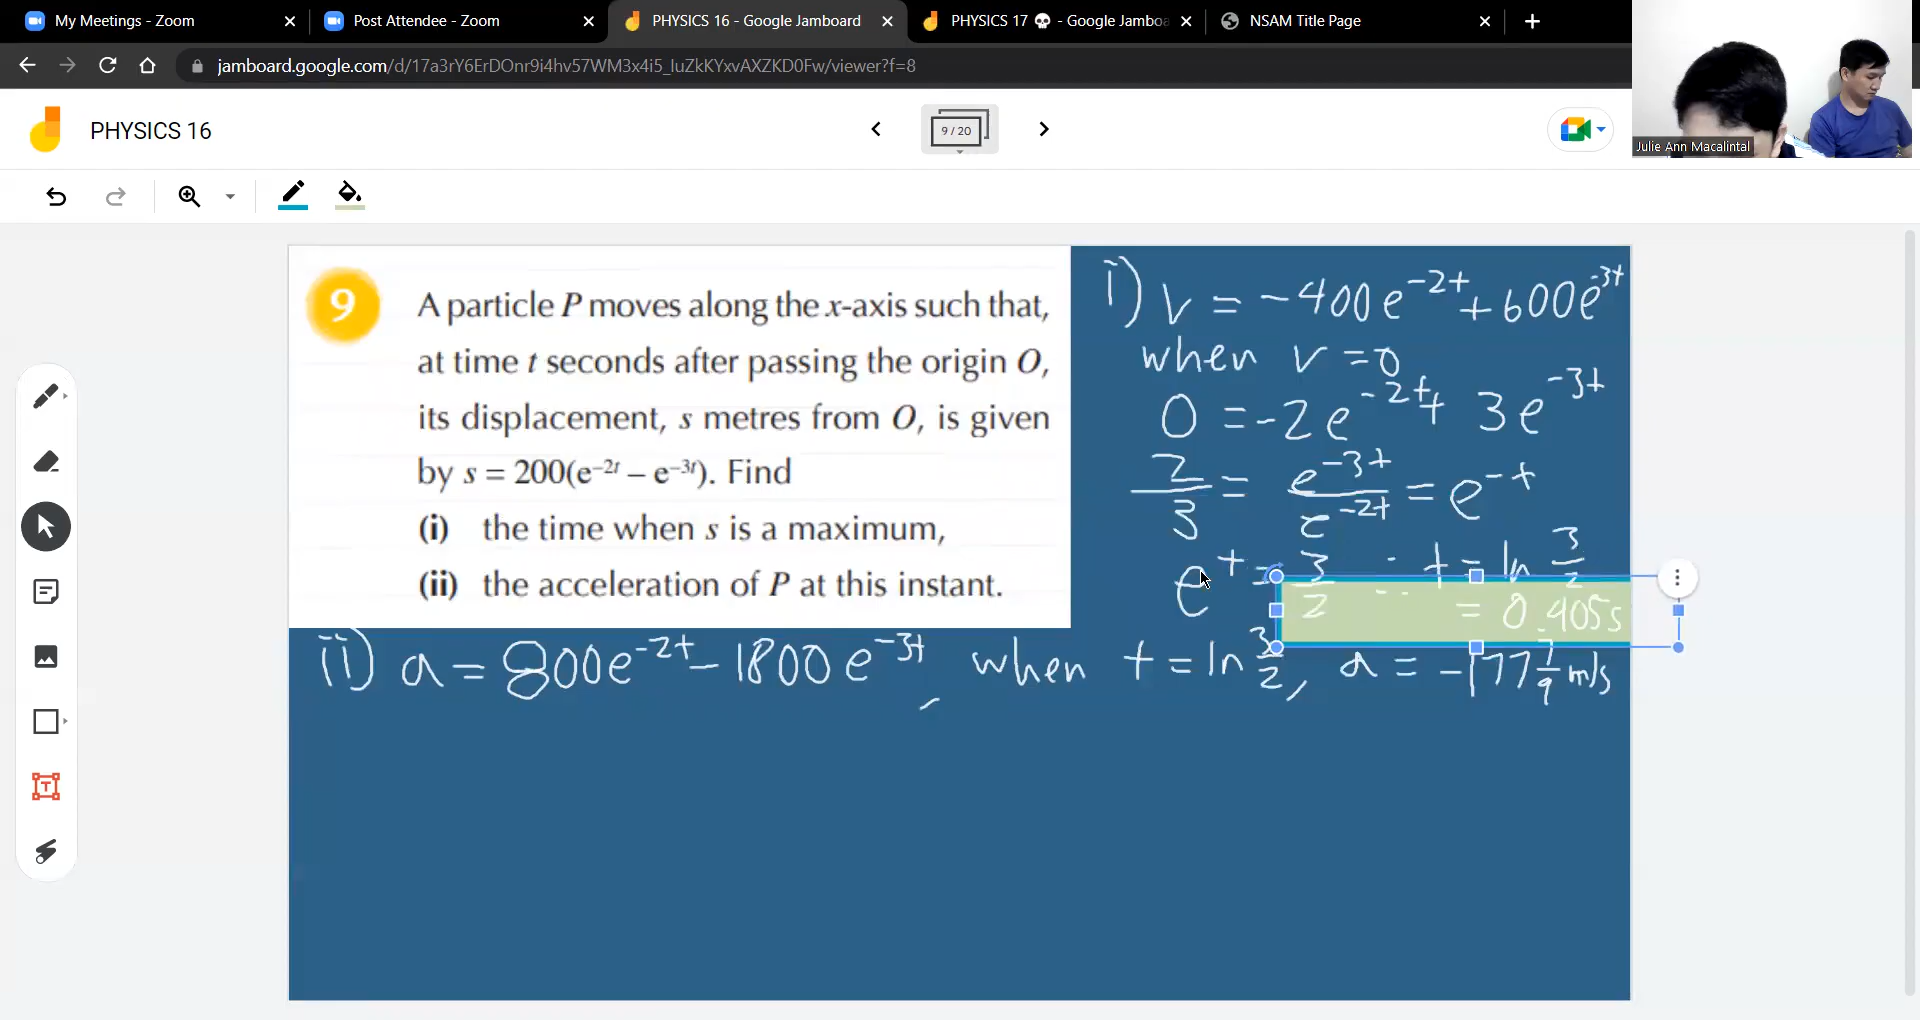 My Meetings - Zoom
Post Attendee - Zoom
PHYSICS 16 - Google Jamboard
PHYSICS 17 💀 - Google Jamboa
NSAM Title Page
jamboard.google.com/d/17a3rY6ErDOnr9i4hv57WM3x4i5_IuZkKYxvAXZKD0Fw/viewer?f=8
PHYSICS 16
9 / 20
Julie Ann Macalintal
9
A particle P moves along the x-axis such that,
at time t seconds after passing the origin O,
its displacement, s metres from O, is given
by s = 200(e⁻²ᵗ – e⁻³ᵗ). Find
(i) the time when s is a maximum,
(ii) the acceleration of P at this instant.
i) v = -400e⁻²ᵗ + 600e⁻³ᵗ
when v = 0
0 = -2e⁻²ᵗ + 3e⁻³ᵗ
2/3 = e⁻³ᵗ/e⁻²ᵗ = e⁻ᵗ
eᵗ = 3/2 ∴ t = ln 3/2
= 0.405s
ii) a = 800e⁻²ᵗ - 1800e⁻³ᵗ, when t = ln 3/2, a = -177 7/9 m/s
T